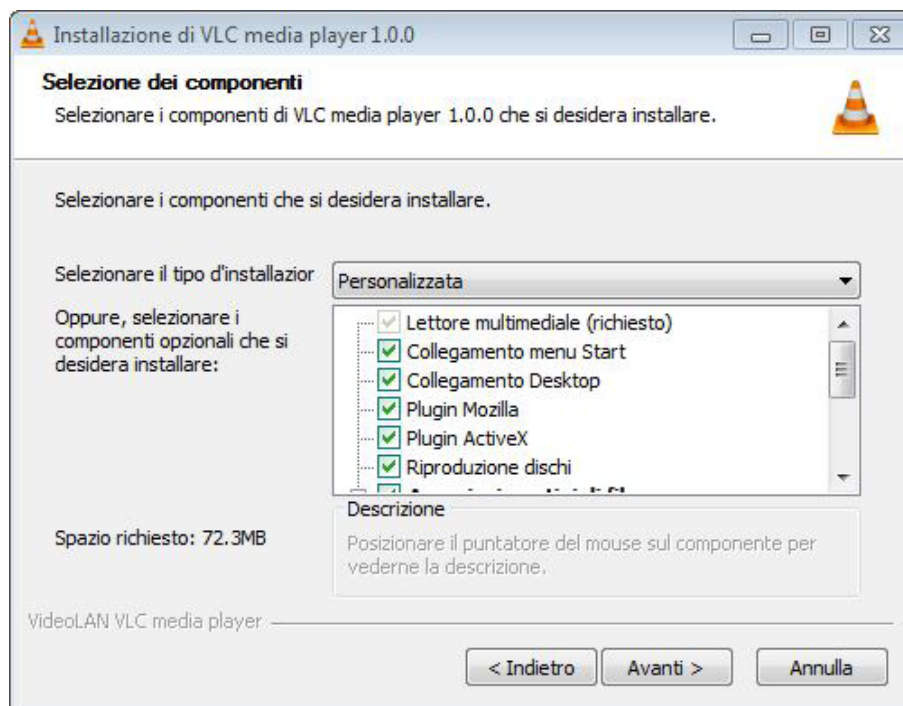 Installazione di VLC media player 1.0.0
Selezione dei componenti
Selezionare i componenti di VLC media player 1.0.0 che si desidera installare.
Selezionare i componenti che si desidera installare.
Selezionare il tipo d'installazior
Personalizzata
Oppure, selezionare i
componenti opzionali che si
desidera installare:
Lettore multimediale (richiesto)
Collegamento menu Start
Collegamento Desktop
Plugin Mozilla
Plugin ActiveX
Riproduzione dischi
Spazio richiesto: 72.3MB
Descrizione
Posizionare il puntatore del mouse sul componente per
vederne la descrizione.
VideoLAN VLC media player
< Indietro
Avanti >
Annulla